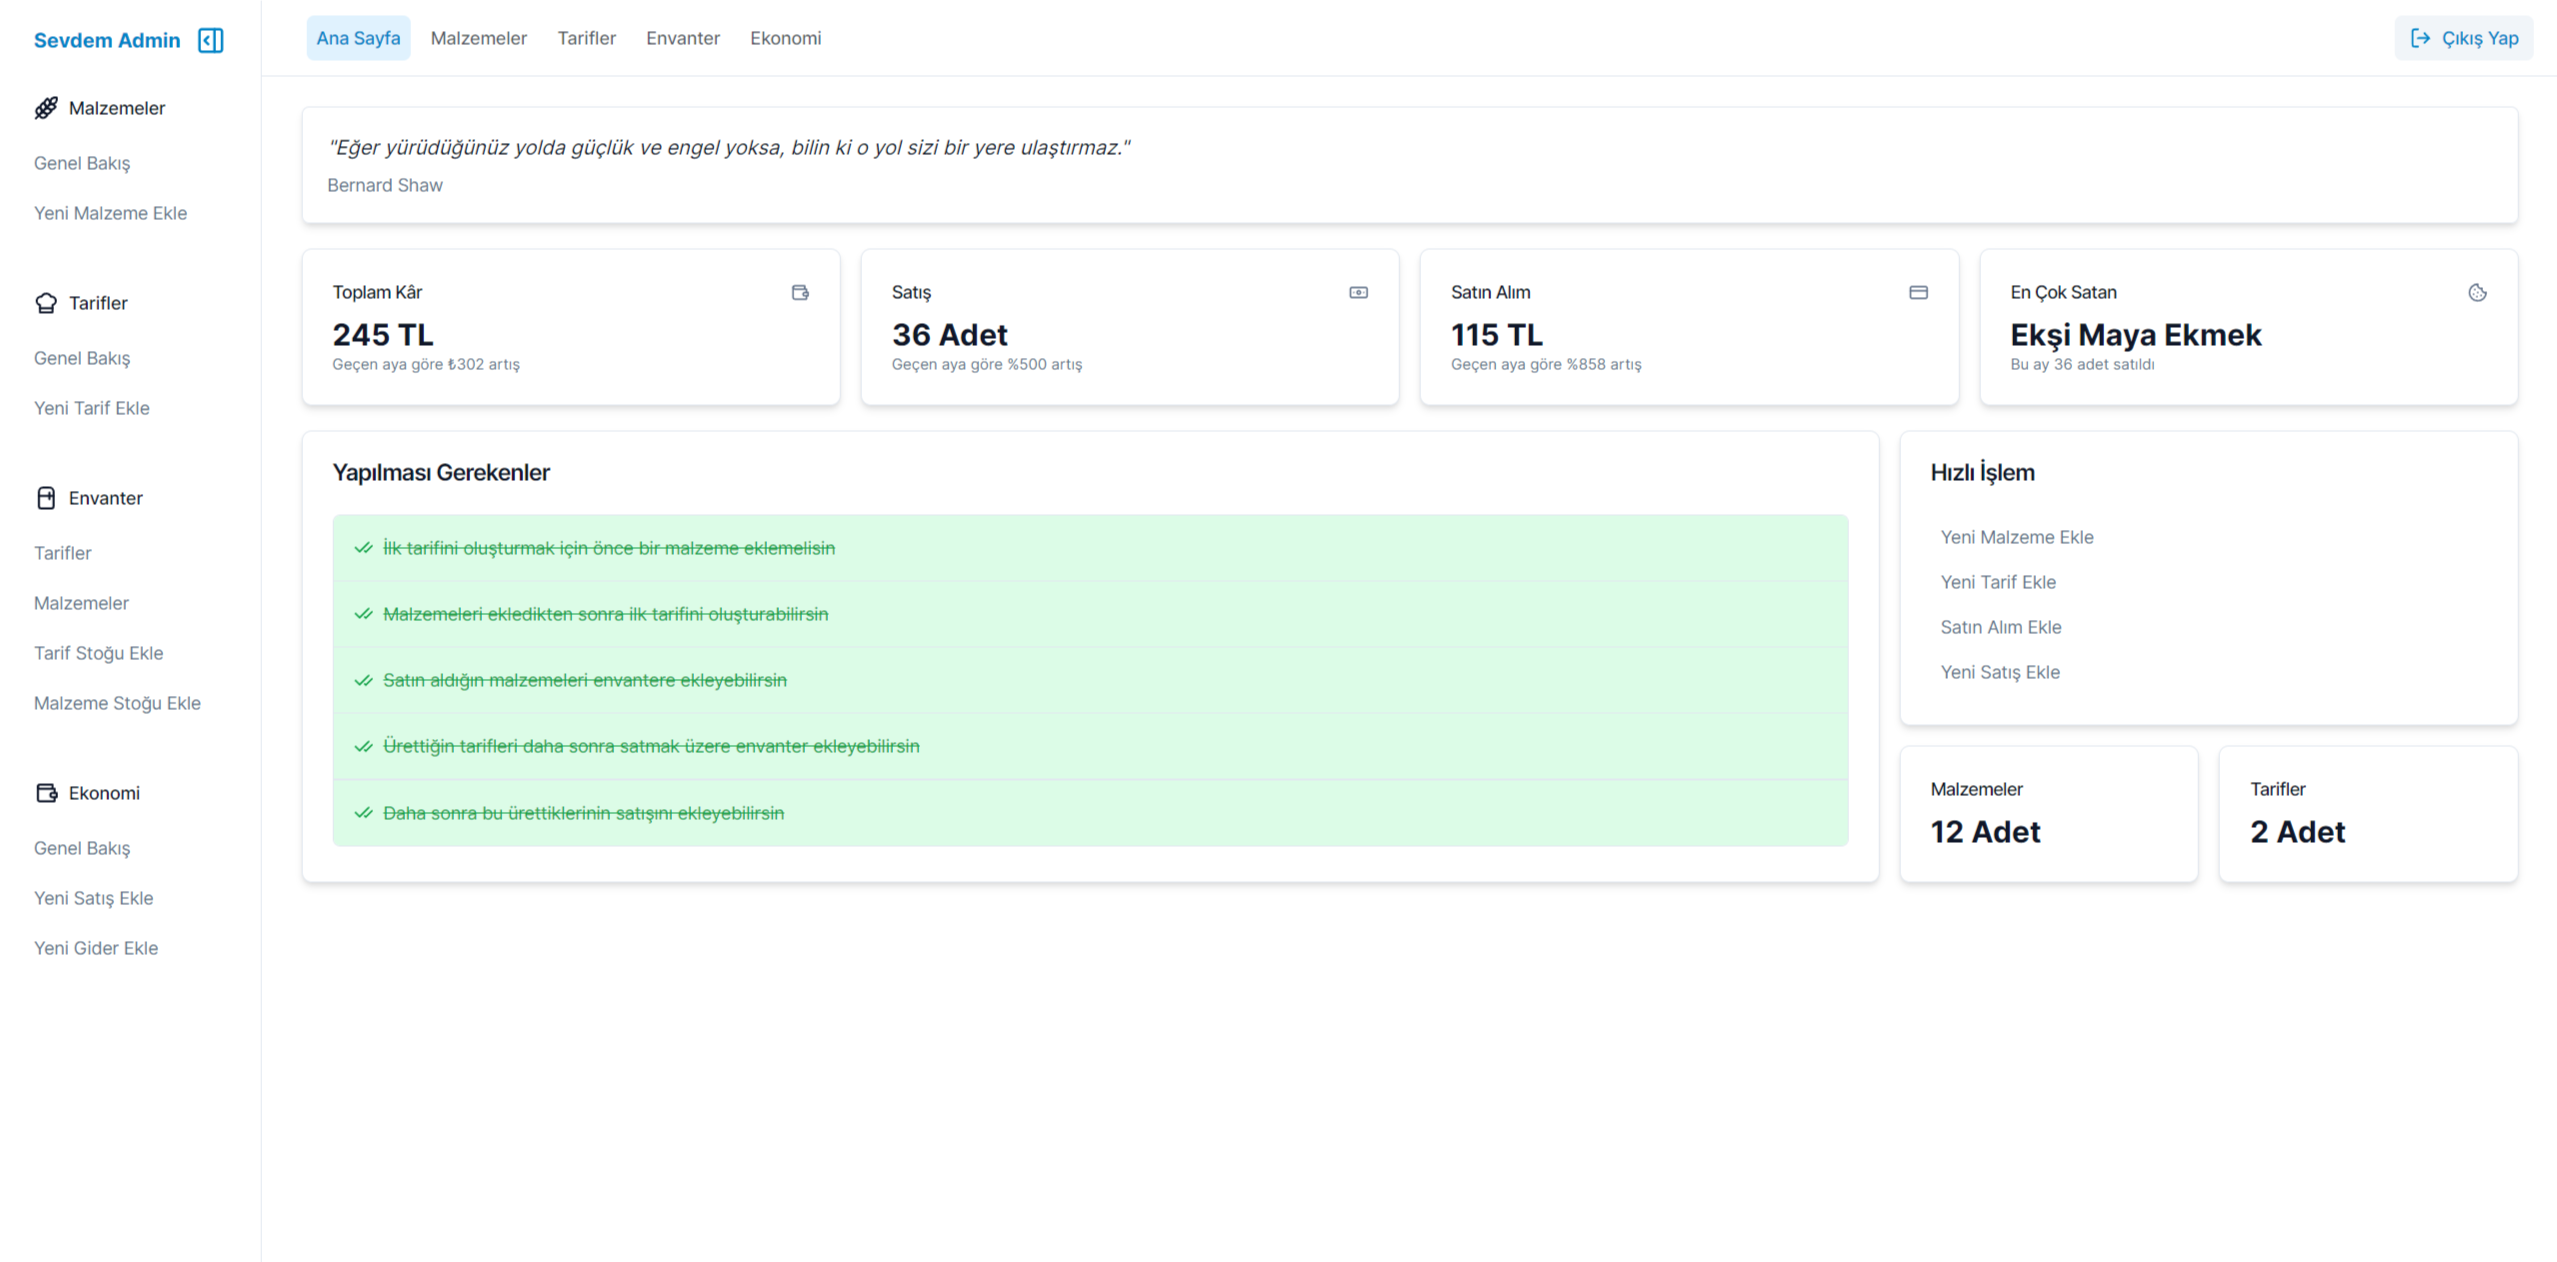 Sevdem Admin
Malzemeler
Genel Bakış
Yeni Malzeme Ekle
Tarifler
Genel Bakış
Yeni Tarif Ekle
Envanter
Tarifler
Malzemeler
Tarif Stoğu Ekle
Malzeme Stoğu Ekle
Ekonomi
Genel Bakış
Yeni Satış Ekle
Yeni Gider Ekle
Ana Sayfa Malzemeler Tarifler Envanter Ekonomi Çıkış Yap
"Eğer yürüdüğünüz yolda güçlük ve engel yoksa, bilin ki o yol sizi bir yere ulaştırmaz."
Bernard Shaw
Toplam Kâr
245 TL
Geçen aya göre ₺302 artış
Satış
36 Adet
Geçen aya göre %500 artış
Satın Alım
115 TL
Geçen aya göre %858 artış
En Çok Satan
Ekşi Maya Ekmek
Bu ay 36 adet satıldı
Yapılması Gerekenler
İlk tarifini oluşturmak için önce bir malzeme eklemelisin
Malzemeleri ekledikten sonra ilk tarifini oluşturabilirsin
Satın aldığın malzemeleri envantere ekleyebilirsin
Ürettiğin tarifleri daha sonra satmak üzere envanter ekleyebilirsin
Daha sonra bu ürettiklerinin satışını ekleyebilirsin
Hızlı İşlem
Yeni Malzeme Ekle
Yeni Tarif Ekle
Satın Alım Ekle
Yeni Satış Ekle
Malzemeler
12 Adet
Tarifler
2 Adet